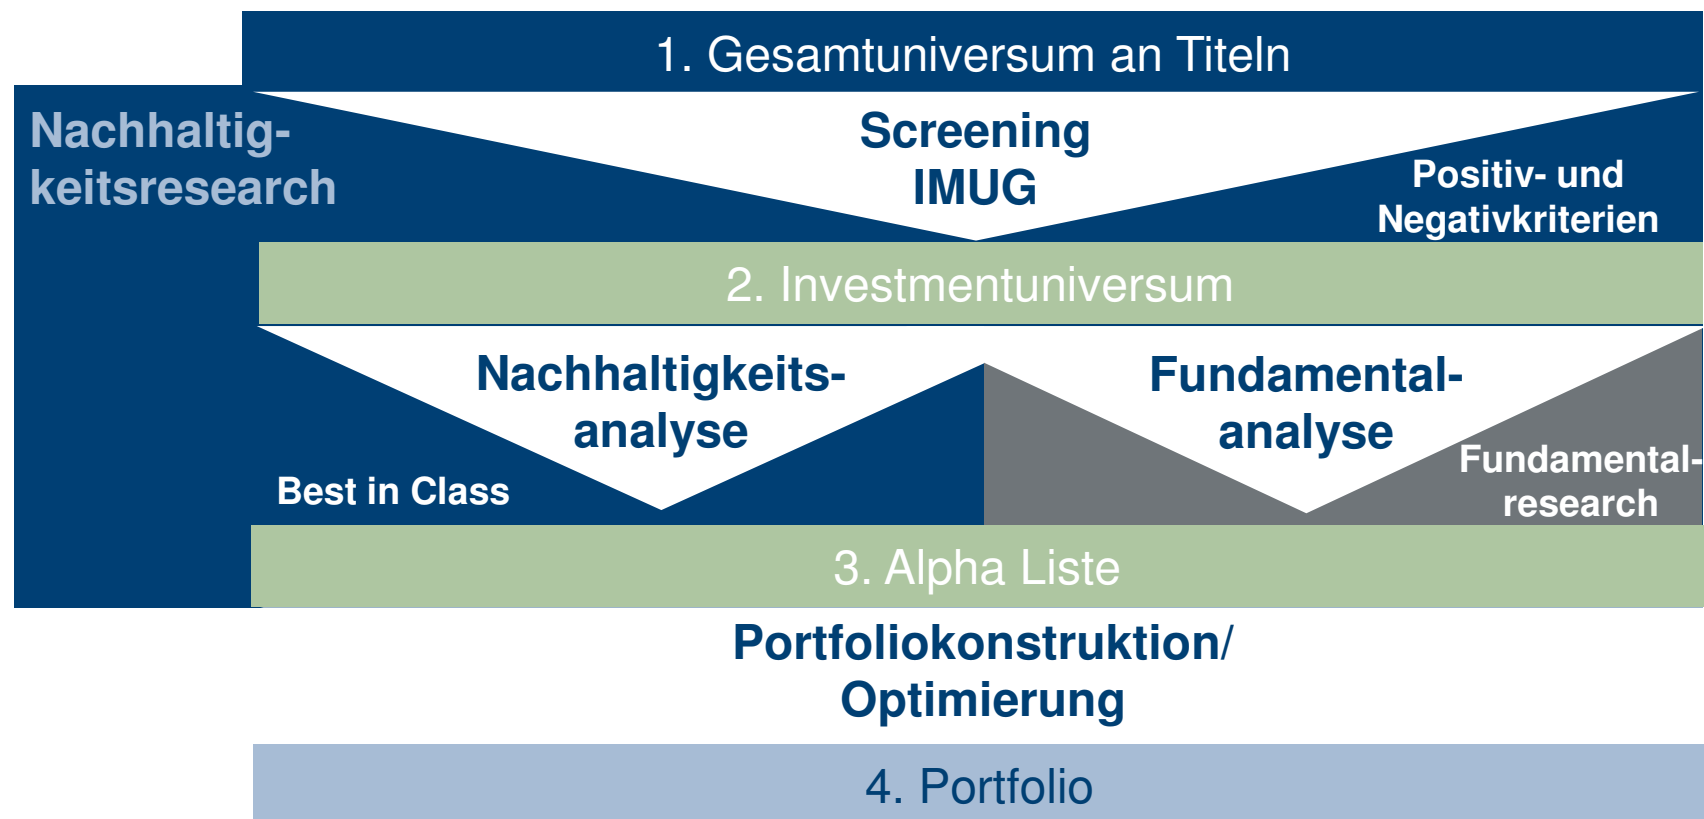 1. Gesamtuniversum an Titeln
Nachhaltig-
keitsresearch
Screening
IMUG
Positiv- und
Negativkriterien
2. Investmentuniversum
Nachhaltigkeits-
analyse
Fundamental-
analyse
Best in Class
Fundamental-
research
3. Alpha Liste
Portfoliokonstruktion/
Optimierung
4. Portfolio